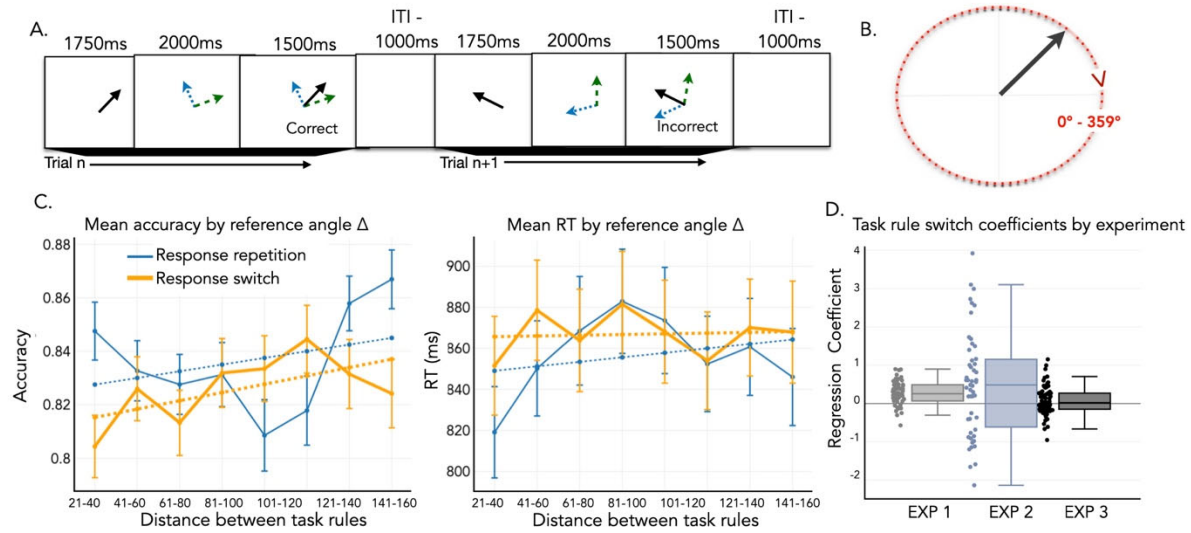 A.
ITI -
ITI -
1750ms
2000ms
1500ms
1000ms
1750ms
2000ms
1500ms
1000ms
Correct
Incorrect
Trial n
Trial n+1
B.
0° - 359°
C.
Mean accuracy by reference angle Δ
Response repetition
Response switch
Accuracy
0.88
0.86
0.84
0.82
0.8
21-40 41-60 61-80 81-100 101-120 121-140 141-160
Distance between task rules
Mean RT by reference angle Δ
RT (ms)
900
880
860
840
820
800
21-40 41-60 61-80 81-100 101-120 121-140 141-160
Distance between task rules
D.
Task rule switch coefficients by experiment
Regression Coefficient
4
3
2
1
0
-1
-2
EXP 1 EXP 2 EXP 3